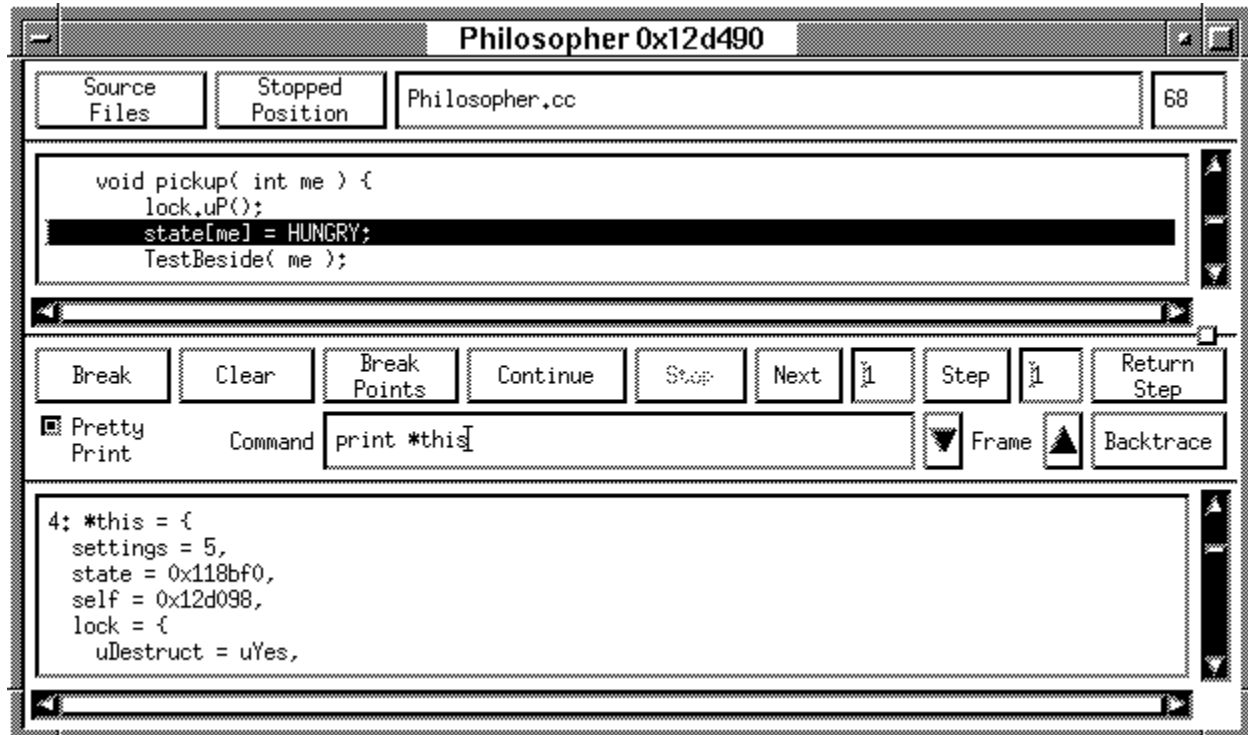 Philosopher 0x12d490
Source Files
Stopped Position
Philosopher.cc
68
void pickup( int me ) {
lock.uP();
state[me] = HUNGRY;
TestBeside( me );
Break
Clear
Break Points
Continue
Stop
Next
1
Step
1
Return Step
Pretty Print
Command
print *this
Frame
Backtrace
4: *this = {
settings = 5,
state = 0x118bf0,
self = 0x12d098,
lock = {
uDestruct = uYes,